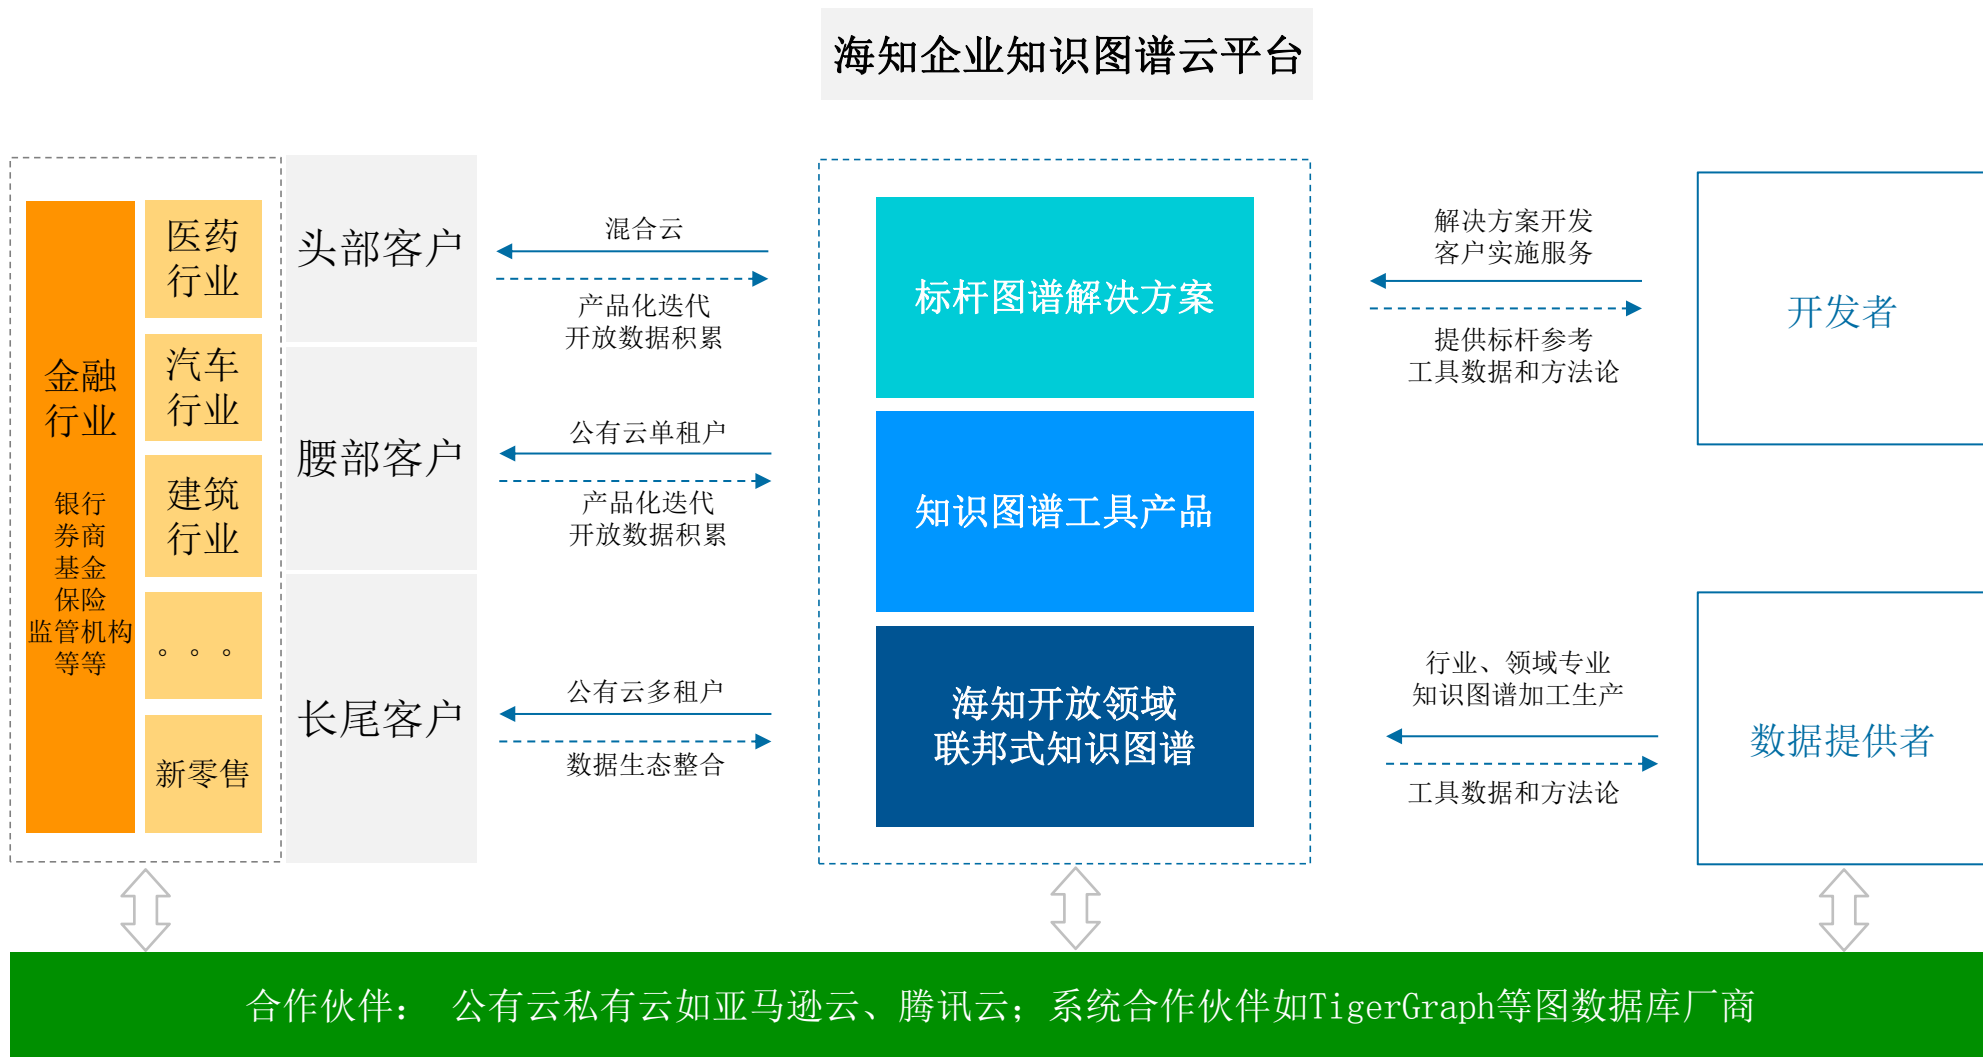 海知企业知识图谱云平台
金融
行业
银行
券商
基金
保险
监管机构
等等
医药
行业
汽车
行业
建筑
行业
。。。
新零售
头部客户
腰部客户
长尾客户
混合云
产品化迭代
开放数据积累
公有云单租户
产品化迭代
开放数据积累
公有云多租户
数据生态整合
标杆图谱解决方案
知识图谱工具产品
海知开放领域
联邦式知识图谱
解决方案开发
客户实施服务
提供标杆参考
工具数据和方法论
行业、领域专业
知识图谱加工生产
工具数据和方法论
开发者
数据提供者
合作伙伴： 公有云私有云如亚马逊云、腾讯云；系统合作伙伴如TigerGraph等图数据库厂商